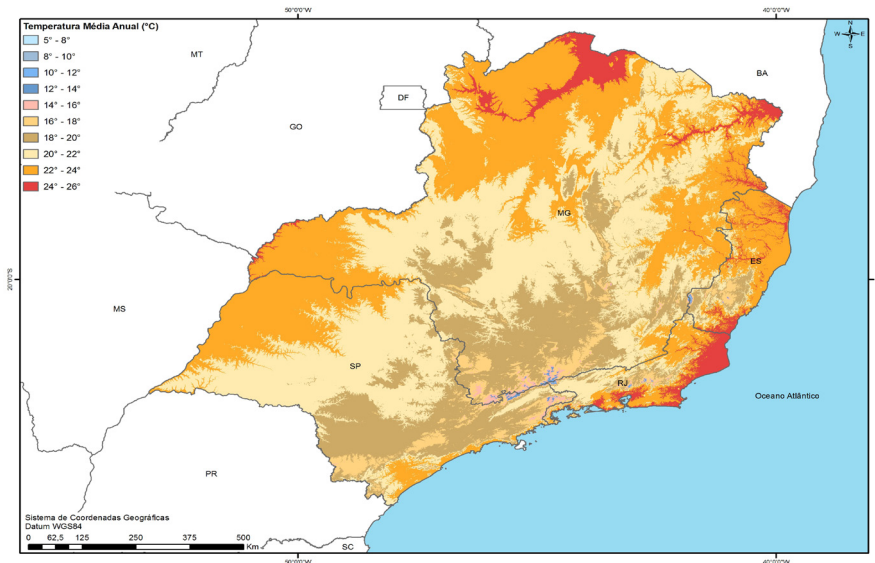 50°0'0"W
40°0'0"W
Temperatura Média Anual (°C)
5° - 8°
8° - 10°
10° - 12°
12° - 14°
14° - 16°
16° - 18°
18° - 20°
20° - 22°
22° - 24°
24° - 26°
N
W E
S
MT
DF
GO
BA
MG
ES
20°0'0"S
MS
SP
RJ
Oceano Atlântico
PR
SC
Sistema de Coordenadas Geográficas
Datum WGS84
0 62,5 125 250 375 500
Km
50°0'0"W
40°0'0"W